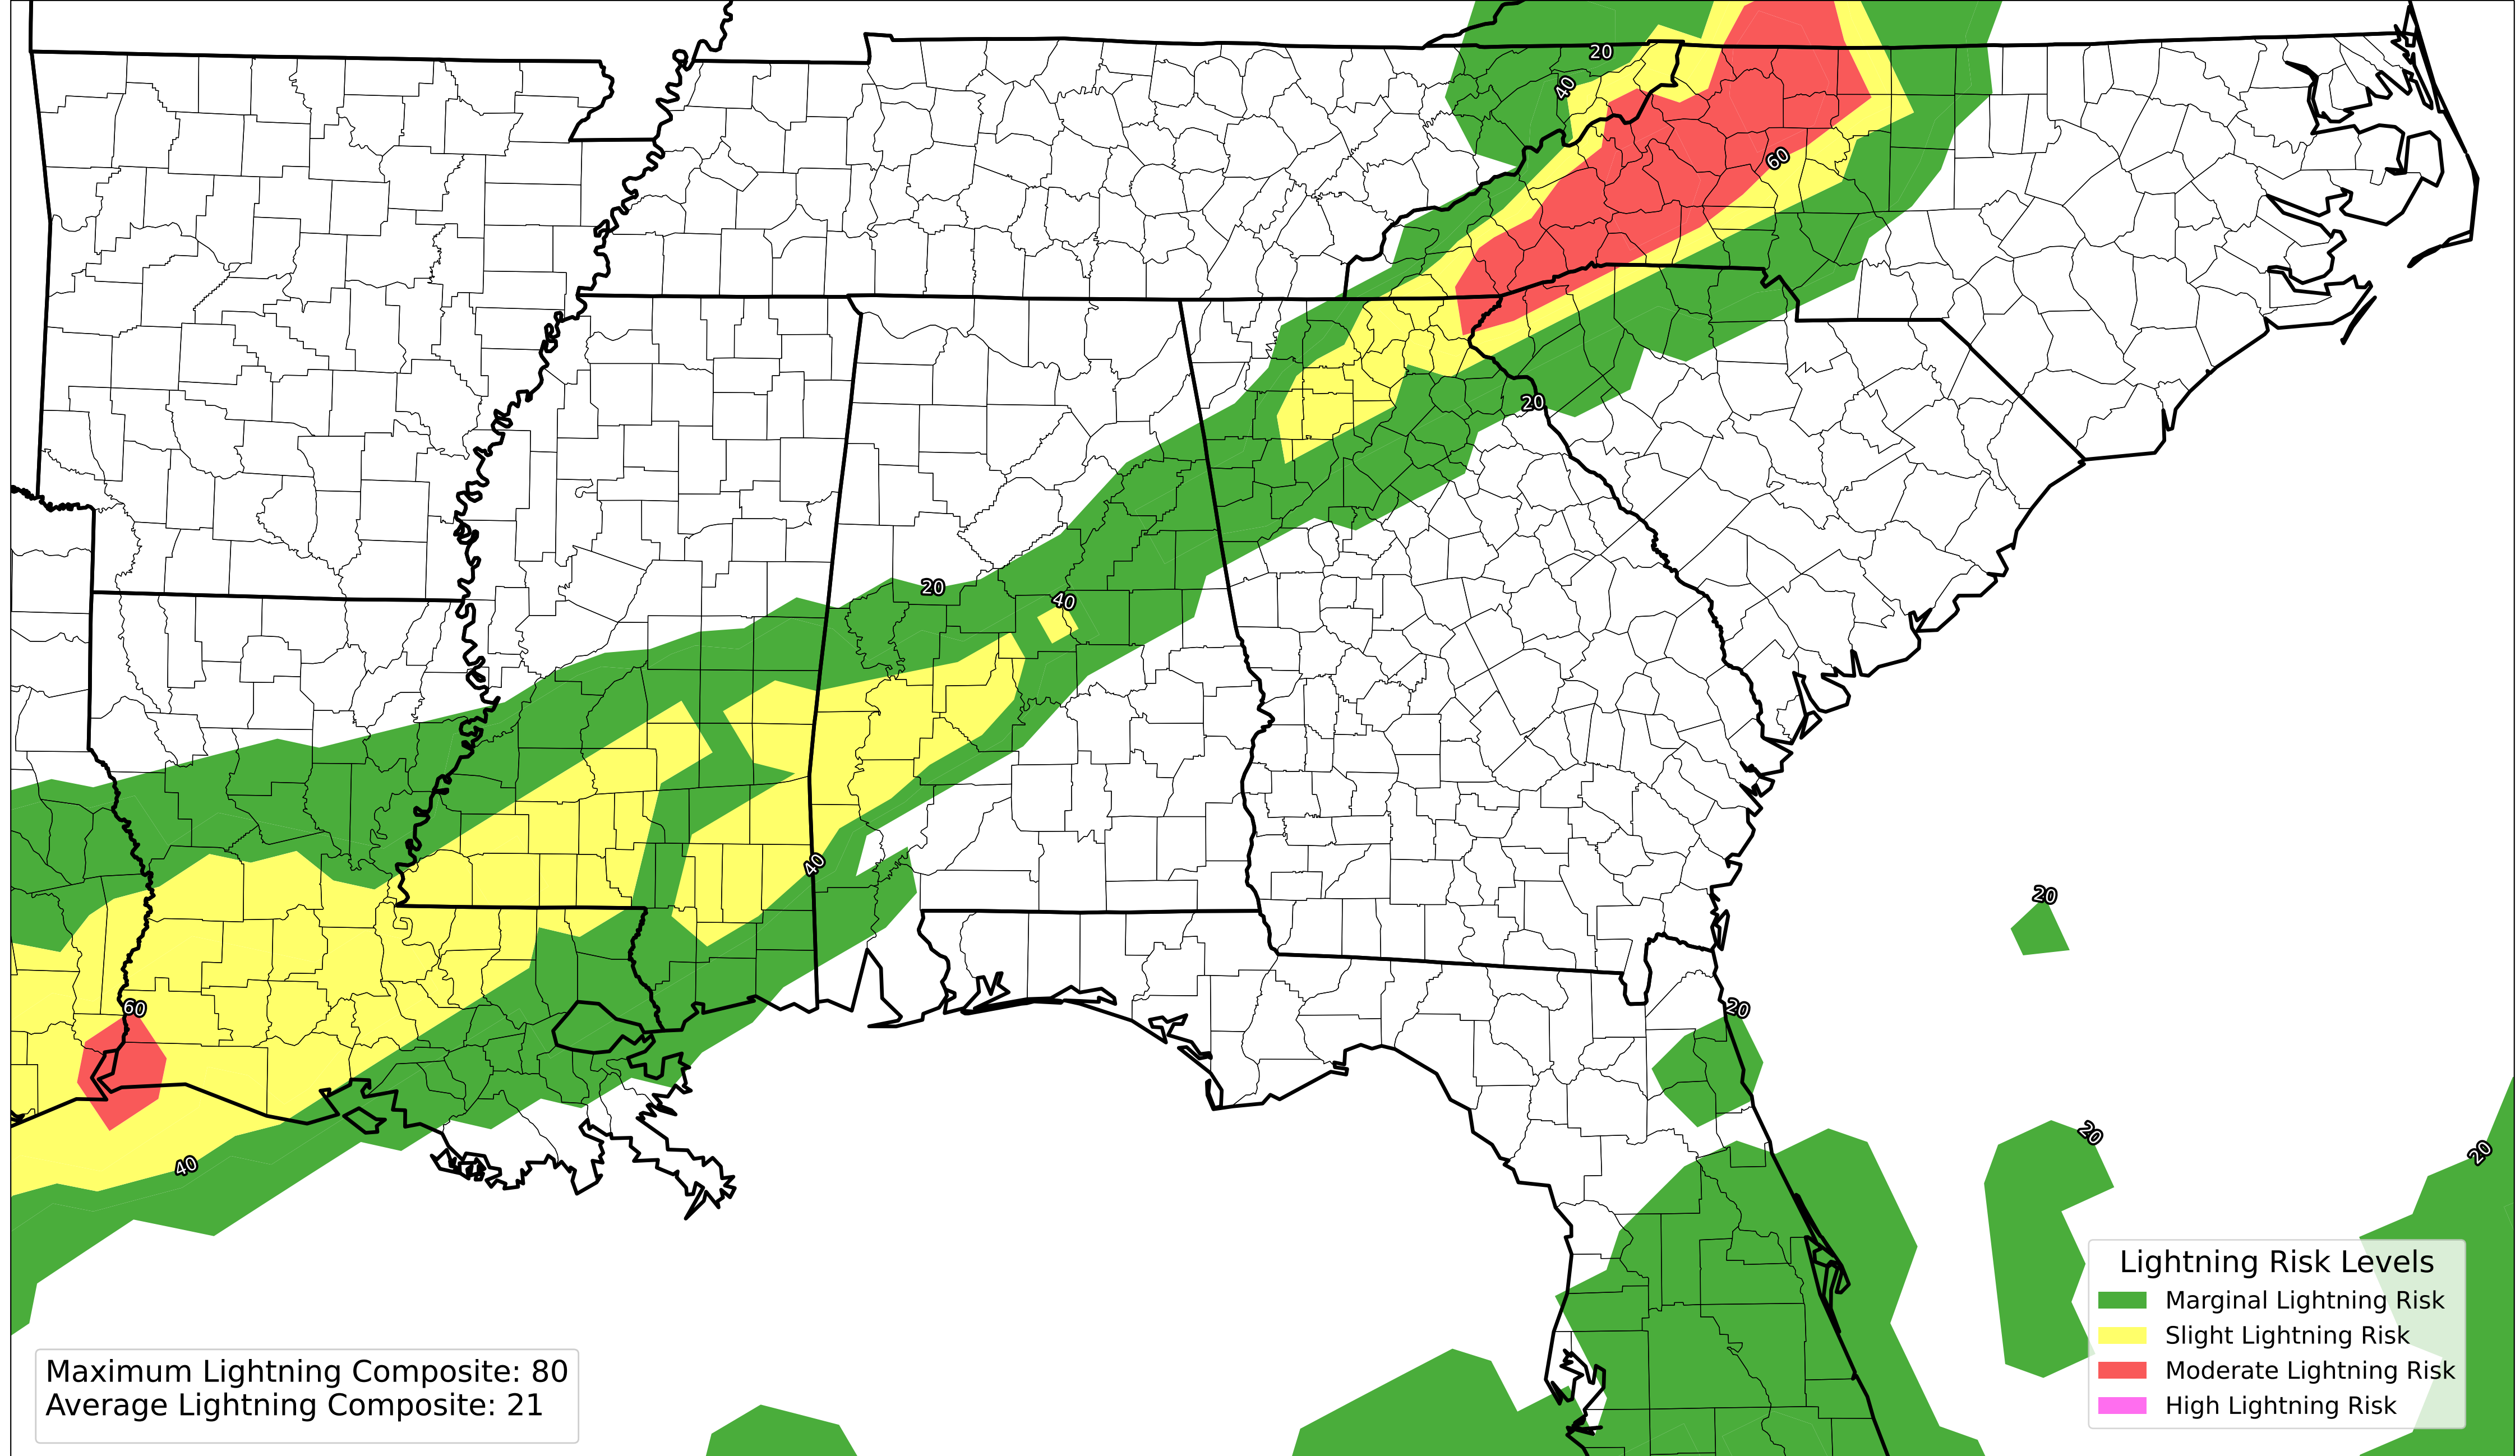 20
40
60
20
20
40
40
20
60
20
20
20
40
Lightning Risk Levels
Marginal Lightning Risk
Slight Lightning Risk
Moderate Lightning Risk
High Lightning Risk
Maximum Lightning Composite: 80
Average Lightning Composite: 21